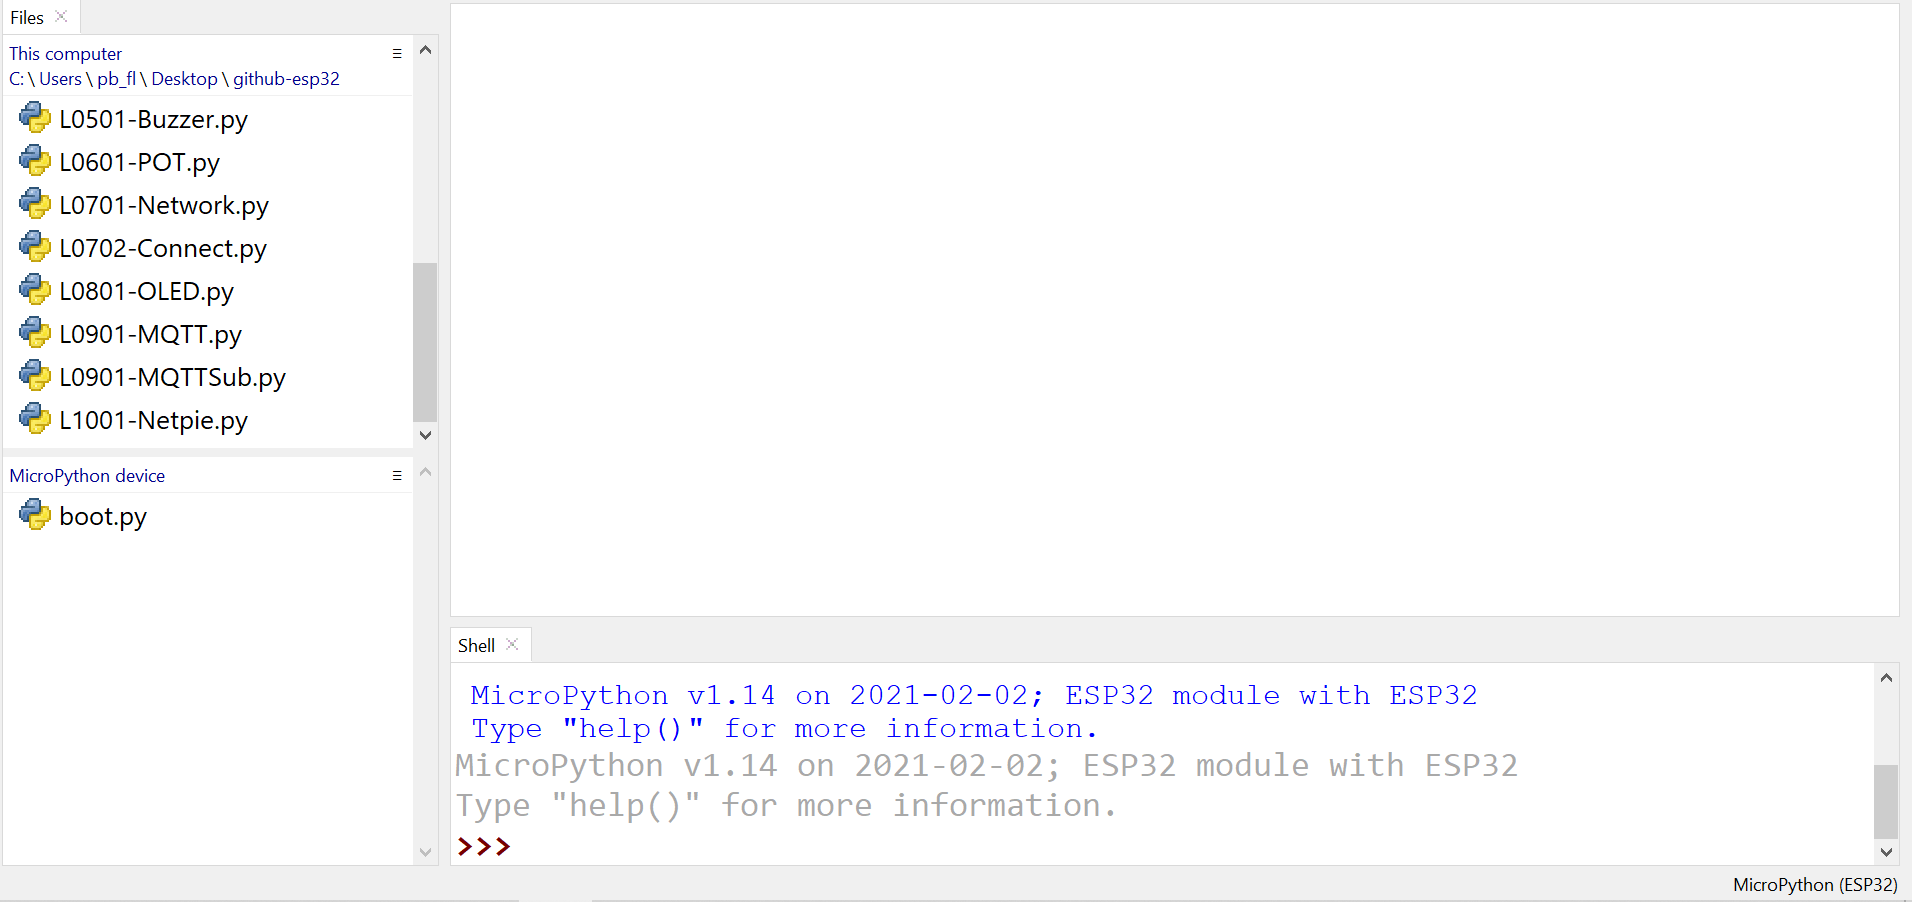 Files
This computer
C: \ Users \ pb_fl \ Desktop \ github-esp32
L0501-Buzzer.py
L0601-POT.py
L0701-Network.py
L0702-Connect.py
L0801-OLED.py
L0901-MQTT.py
L0901-MQTTSub.py
L1001-Netpie.py
MicroPython device
boot.py
Shell
MicroPython v1.14 on 2021-02-02; ESP32 module with ESP32
Type "help()" for more information.
MicroPython v1.14 on 2021-02-02; ESP32 module with ESP32
Type "help()" for more information.
>>>
MicroPython (ESP32)